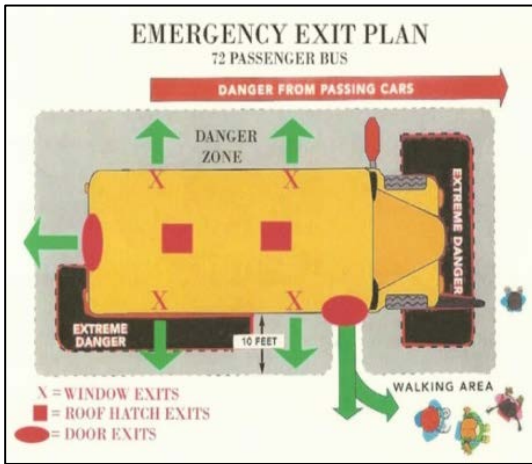 EMERGENCY EXIT PLAN
72 PASSENGER BUS
DANGER FROM PASSING CARS
DANGER
ZONE
X
X
EXTREME DANGER
X
X
EXTREME
DANGER
10 FEET
WALKING AREA
X = WINDOW EXITS
= ROOF HATCH EXITS
= DOOR EXITS